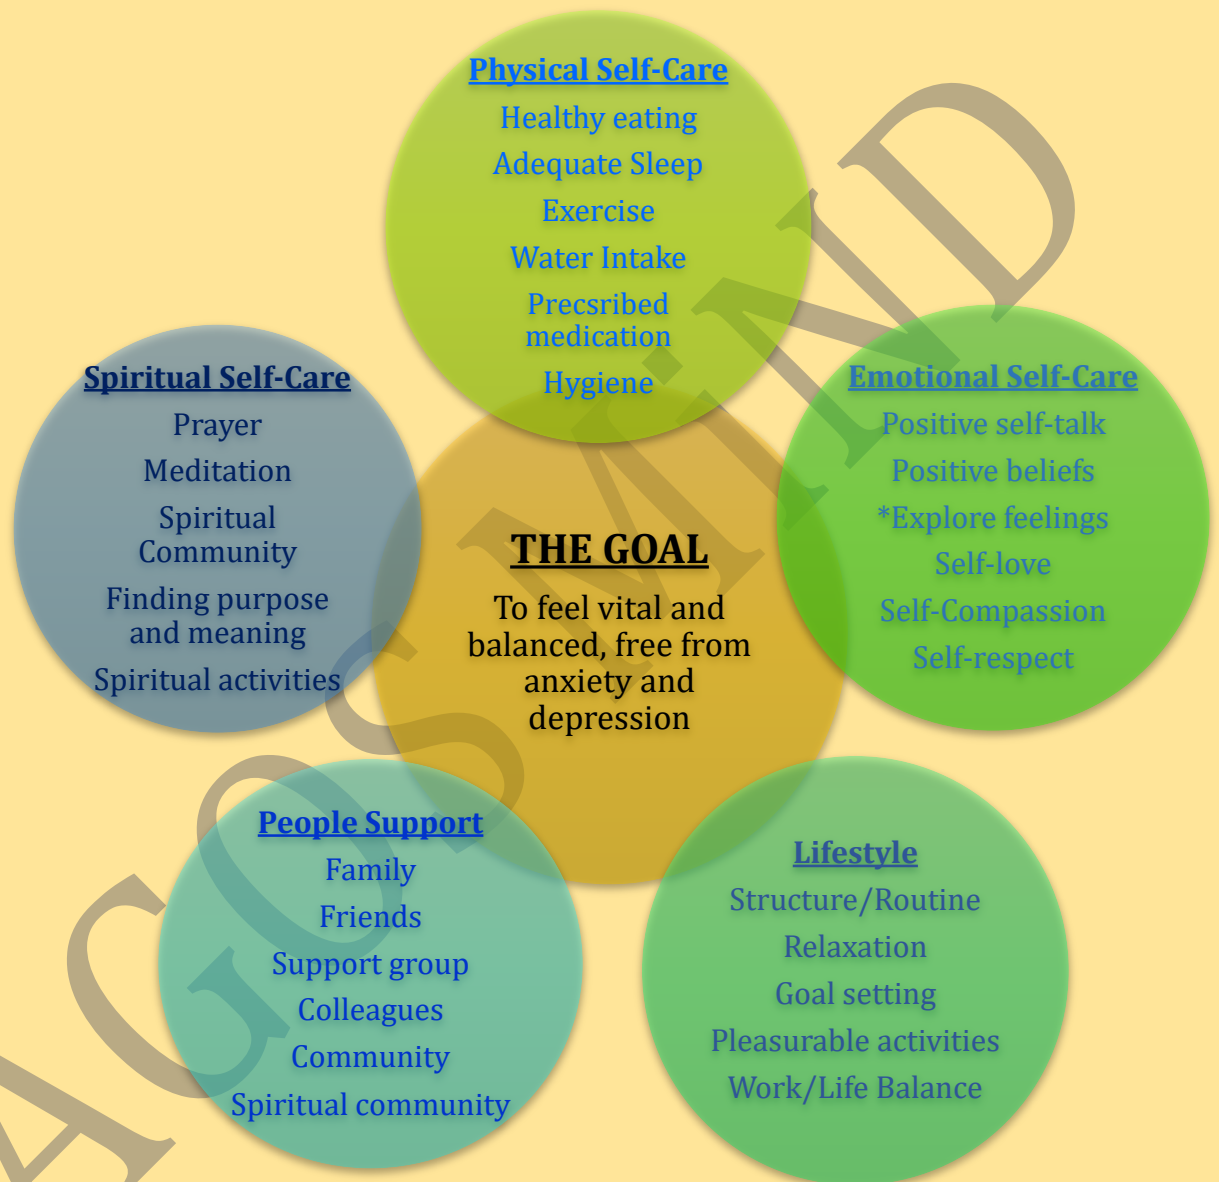 Physical Self-Care
Healthy eating
Adequate Sleep
Exercise
Water Intake
Precsribed
medication
Hygiene
Spiritual Self-Care
Prayer
Meditation
Spiritual
Community
Finding purpose
and meaning
Spiritual activities
Emotional Self-Care
Positive self-talk
Positive beliefs
*Explore feelings
Self-love
Self-Compassion
Self-respect
THE GOAL
To feel vital and
balanced, free from
anxiety and
depression
People Support
Family
Friends
Support group
Colleagues
Community
Spiritual community
Lifestyle
Structure/Routine
Relaxation
Goal setting
Pleasurable activities
Work/Life Balance
AGOS MiND